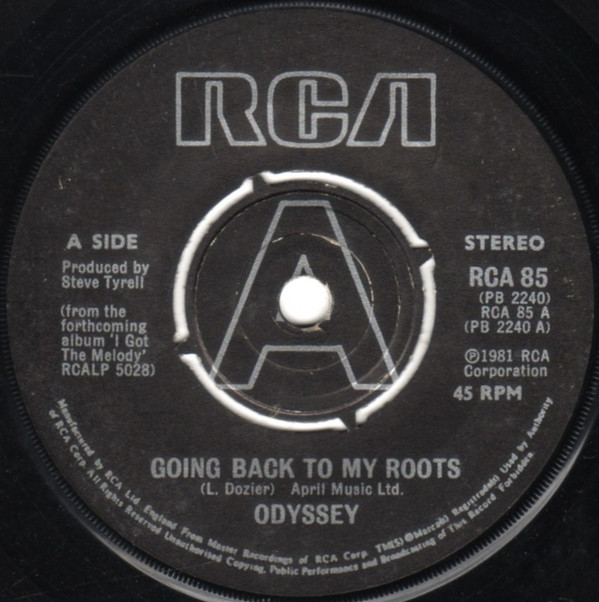 RCA
A
A SIDE
Produced by
Steve Tyrell
(from the
forthcoming
album 'I Got
The Melody'
RCALP 5028)
STEREO
RCA 85
(PB 2240)
RCA 85 A
(PB 2240 A)
℗1981 RCA
Corporation
45 RPM
GOING BACK TO MY ROOTS
(L. Dozier) April Music Ltd.
ODYSSEY
Manufactured by RCA Ltd. England From Master Recordings of RCA Corp. TM(S) ® Marca(s) Registrada(s) Used by Authority
of RCA Corp. All Rights Reserved Unauthorised Copying, Public Performance and Broadcasting of This Record Forbidden.